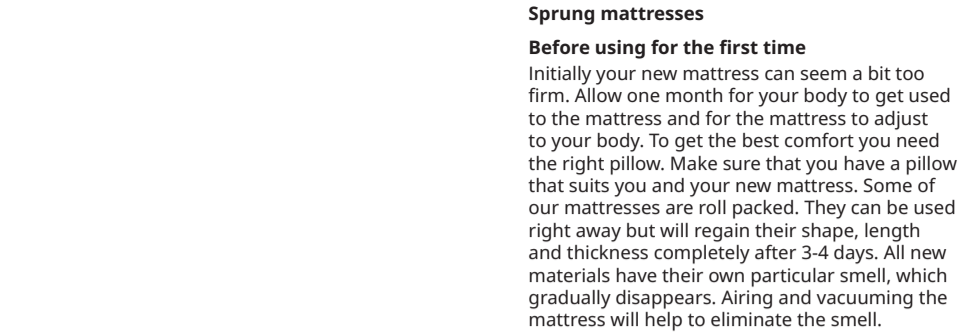 Sprung mattresses
Before using for the first time
Initially your new mattress can seem a bit too
firm. Allow one month for your body to get used
to the mattress and for the mattress to adjust
to your body. To get the best comfort you need
the right pillow. Make sure that you have a pillow
that suits you and your new mattress. Some of
our mattresses are roll packed. They can be used
right away but will regain their shape, length
and thickness completely after 3-4 days. All new
materials have their own particular smell, which
gradually disappears. Airing and vacuuming the
mattress will help to eliminate the smell.